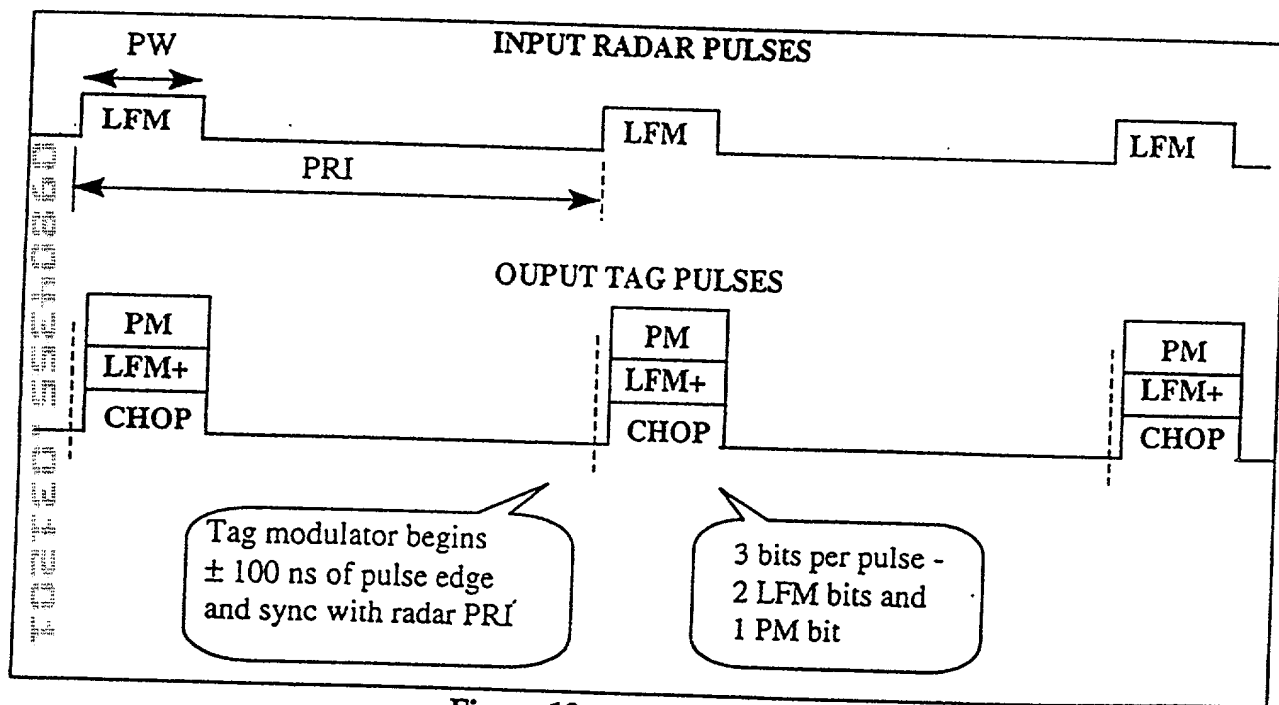 PW
INPUT RADAR PULSES
LFM
LFM
LFM
PRI
OUPUT TAG PULSES
PM
LFM+
CHOP
PM
LFM+
CHOP
PM
LFM+
CHOP
Tag modulator begins
± 100 ns of pulse edge
and sync with radar PRI
3 bits per pulse -
2 LFM bits and
1 PM bit